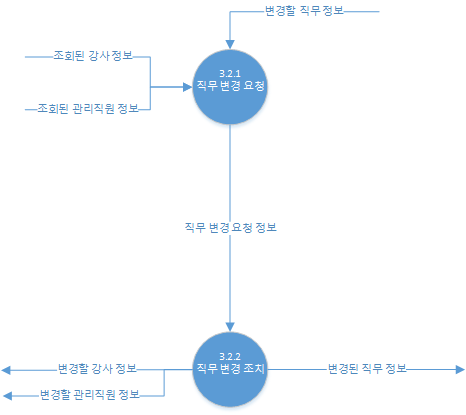 변경할 직무 정보
조회된 강사 정보
3.2.1
직무 변경 요청
조회된 관리직원 정보
직무 변경 요청 정보
3.2.2
직무 변경 조치
변경할 강사 정보
변경된 직무 정보
변경할 관리직원 정보